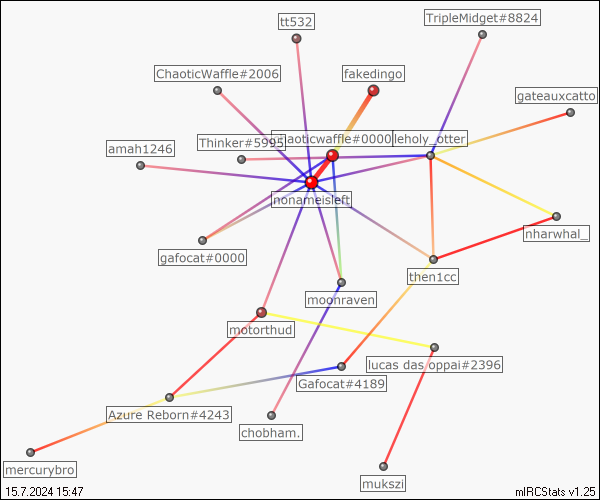 tt532
TripleMidget#8824
ChaoticWaffle#2006
fakedingo
gateauxcatto
Thinker#5995
chaoticwaffle#0000
leholy_otter
amah1246
nonameisleft
nharwhal_
gafocat#0000
then1cc
moonraven
motorthud
lucas das oppai#2396
Gafocat#4189
Azure Reborn#4243
chobham.
mercurybro
mukszi
15.7.2024 15:47
mIRCStats v1.25